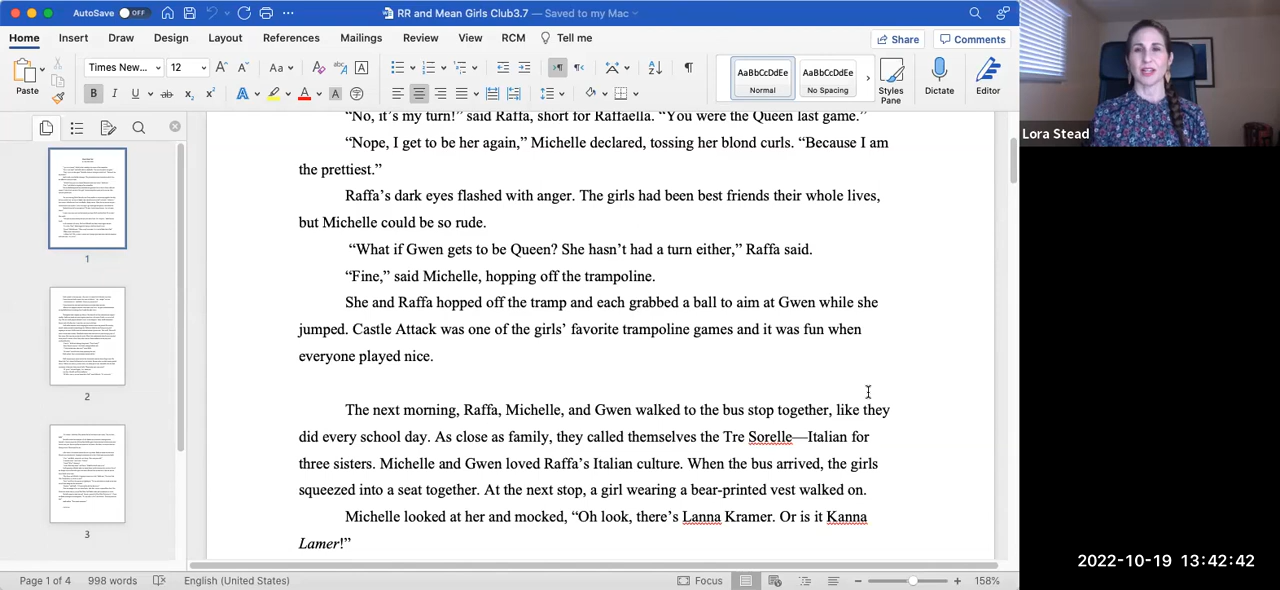 AutoSave OFF RR and Mean Girls Club3.7 — Saved to my Mac
Home Insert Draw Design Layout References Mailings Review View RCM Tell me Share Comments
Paste Times New... 12 AaBbCcDdEe Normal AaBbCcDdEe No Spacing Styles Pane Dictate Editor
“No, it’s my turn!” said Raffa, short for Raffaella. “You were the Queen last game.”
“Nope, I get to be her again,” Michelle declared, tossing her blond curls. “Because I am
the prettiest.”
Raffa’s dark eyes flashed with anger. The girls had been best friends their whole lives,
but Michelle could be so rude.
“What if Gwen gets to be Queen? She hasn’t had a turn either,” Raffa said.
“Fine,” said Michelle, hopping off the trampoline.
She and Raffa hopped off the tramp and each grabbed a ball to aim at Gwen while she
jumped. Castle Attack was one of the girls’ favorite trampoline games and it was fun when
everyone played nice.
The next morning, Raffa, Michelle, and Gwen walked to the bus stop together, like they
did every school day. As close as family, they called themselves the Tre Sorelle—Italian for
three sisters. Michelle and Gwen loved Raffa’s Italian culture. When the bus arrived, the girls
squeezed into a seat together. At the next stop, a girl wearing a bear-printed vest walked on.
Michelle looked at her and mocked, “Oh look, there’s Lanna Kramer. Or is it Kanna
Lamer!”
1
2
3
Page 1 of 4 998 words English (United States) Focus 158%
Lora Stead
2022-10-19 13:42:42